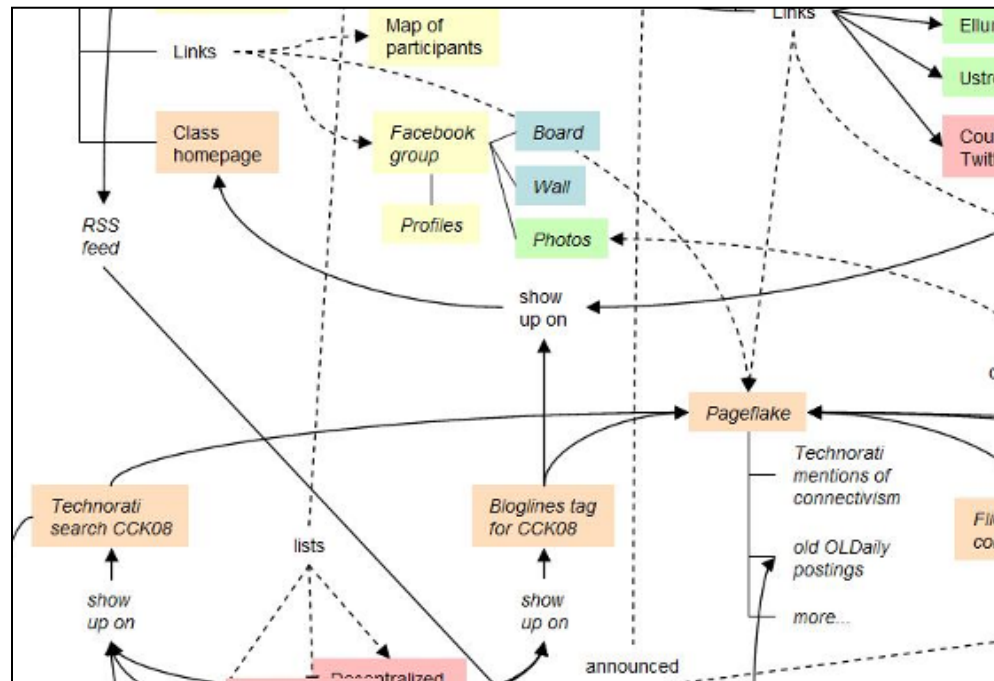 Links
Map of
participants
Links
Class
homepage
Facebook
group
Board
Wall
Profiles
Photos
RSS
feed
show
up on
Pageflake
Technorati
mentions of
connectivism
Technorati
search CCK08
Bloglines tag
for CCK08
lists
old OLDaily
postings
show
up on
show
up on
more...
announced
Decentralized